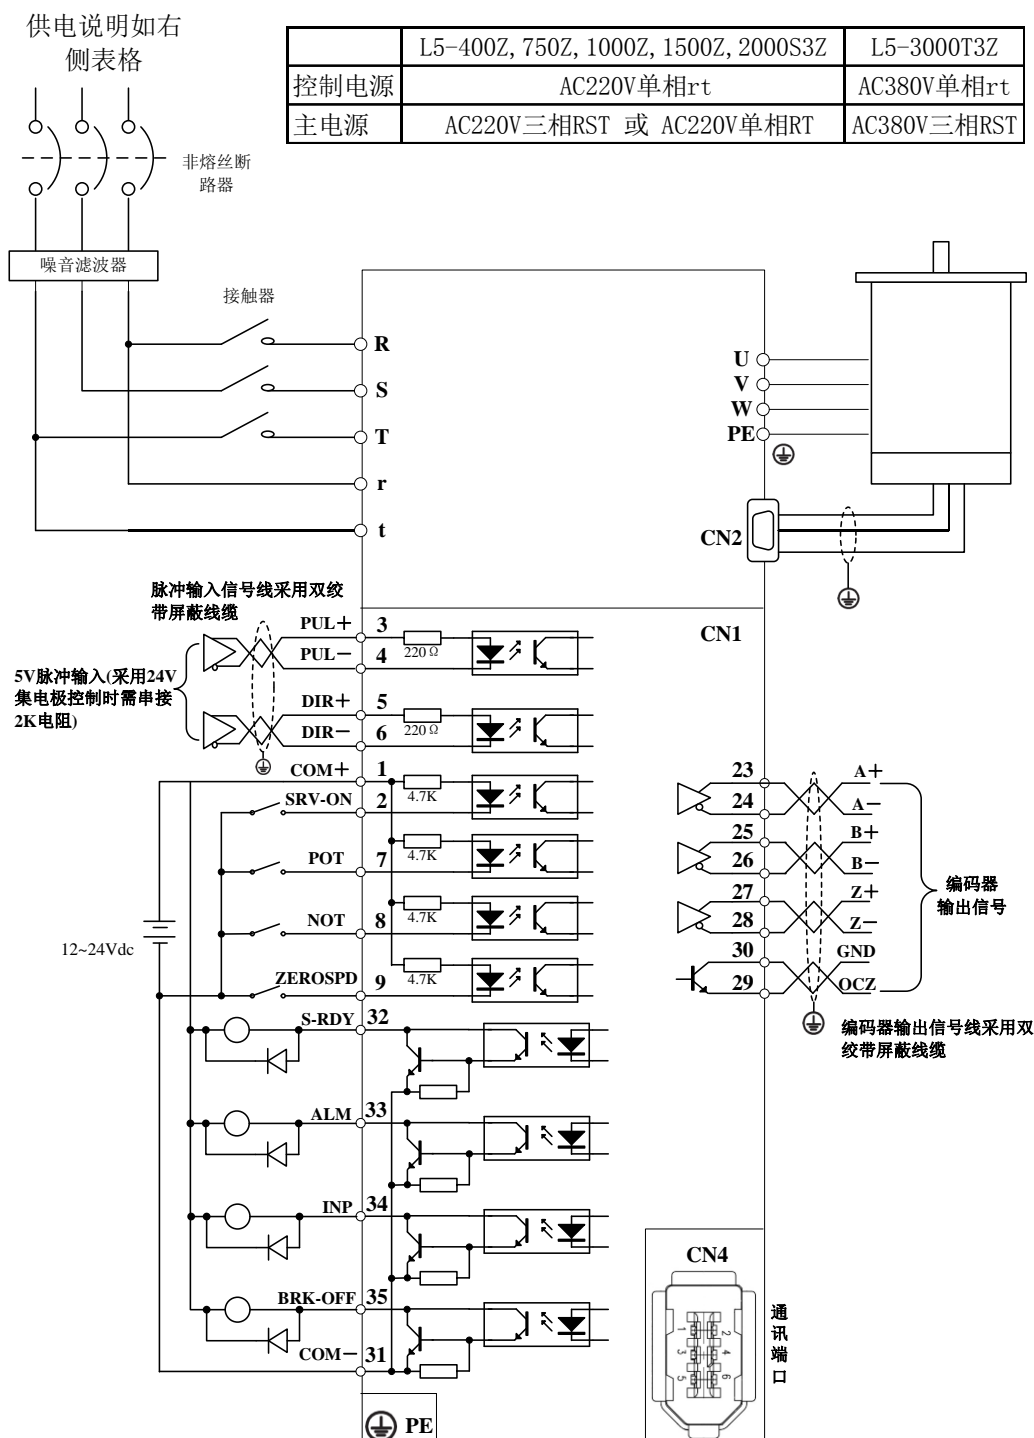 供电说明如右
侧表格
L5-400Z,750Z,1000Z,1500Z,2000S3Z
L5-3000T3Z
控制电源
AC220V单相rt
AC380V单相rt
主电源
AC220V三相RST 或 AC220V单相RT
AC380V三相RST
非熔丝断
路器
噪音滤波器
接触器
R
S
T
r
t
U
V
W
PE
CN2
脉冲输入信号线采用双绞
带屏蔽线缆
CN1
PUL+ 3
220Ω
PUL- 4
5V脉冲输入(采用24V
集电极控制时需串接
2K电阻)
DIR+ 5
220Ω
DIR- 6
COM+ 1
4.7K
SRV-ON 2
4.7K
POT 7
4.7K
NOT 8
4.7K
ZEROSPD 9
12~24Vdc
S-RDY 32
ALM 33
INP 34
BRK-OFF 35
COM- 31
PE
23 A+
24 A-
25 B+
26 B-
27 Z+
28 Z-
30 GND
29 OCZ
编码器
输出信号
编码器输出信号线采用双
绞带屏蔽线缆
CN4
1 2
3 4
5 6
通
讯
端
口